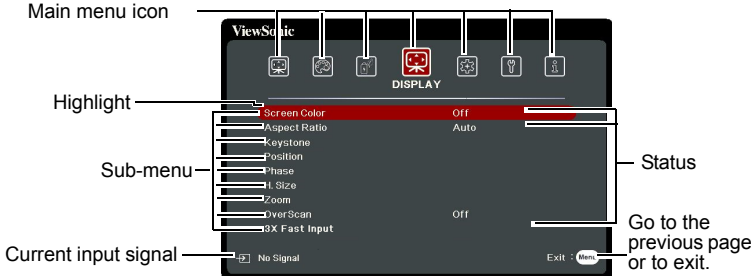 Main menu icon
ViewSonic
DISPLAY
Highlight
Screen Color Off
Aspect Ratio Auto
Keystone
Position
Sub-menu
Phase
Status
H. Size
Zoom
OverScan Off
3X Fast Input
Go to the
previous page
or to exit.
Current input signal
No Signal
Exit : Menu